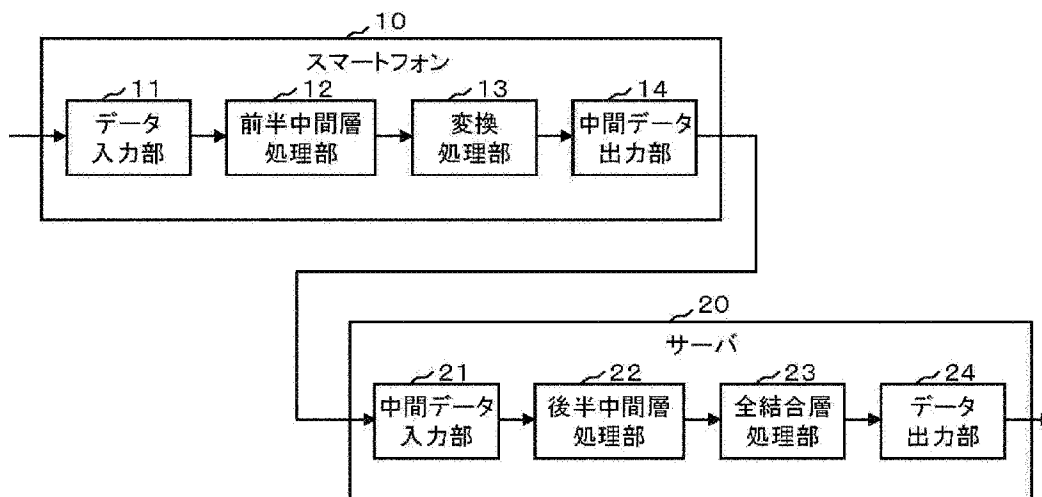 10
スマートフォン
11
12
13
14
データ
入力部
前半中間層
処理部
変換
処理部
中間データ
出力部
20
サーバ
21
22
23
24
中間データ
入力部
後半中間層
処理部
全結合層
処理部
データ
出力部